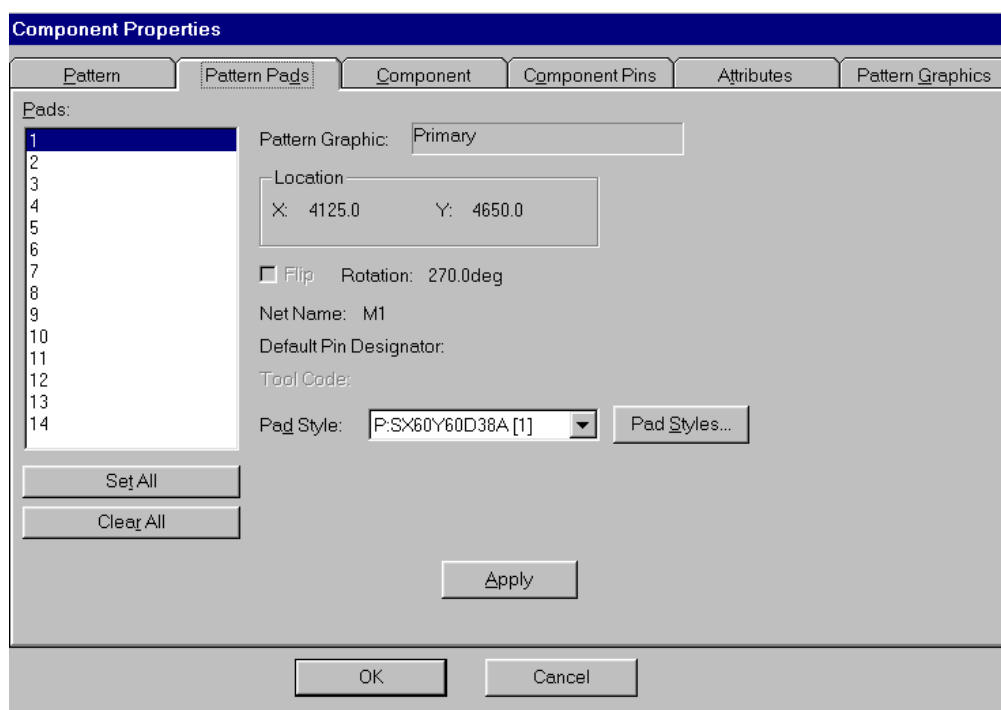 Component Properties
Pattern Pattern Pads Component Component Pins Attributes Pattern Graphics
Pads:
1
2
3
4
5
6
7
8
9
10
11
12
13
14
Set All
Clear All
Pattern Graphic: Primary
Location
X: 4125.0 Y: 4650.0
Flip Rotation: 270.0deg
Net Name: M1
Default Pin Designator:
Tool Code:
Pad Style: P:SX60Y60D38A [1] Pad Styles...
Apply
OK Cancel